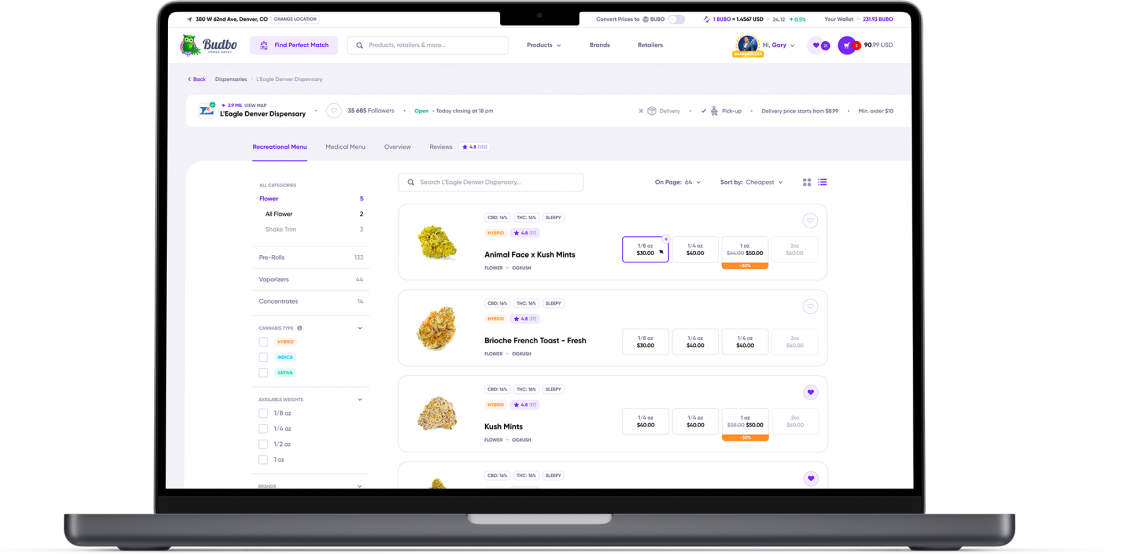 380 W 62nd Ave, Denver, CO CHANGE LOCATION Convert Prices to BUBO 1 BUBO = 1.4567 USD - 24.12 + 0.5% Your Wallet - 231.93 BUBO
Budbo Find Perfect Match Products, retailers & more... Products Brands Retailers Hi, Gary 90.99 USD
Back Dispensaries L'Eagle Denver Dispensary
2.9 MIL VIEW MAP
L'Eagle Denver Dispensary 35 685 Followers Open - Today closing at 18 pm Delivery Pick-up Delivery price starts from $8.99 Min. order $10
Recreational Menu Medical Menu Overview Reviews 4.8
ALL CATEGORIES Search L'Eagle Denver Dispensary... On Page: 64 Sort by: Cheapest
Flower 5
All Flower 2
Shake Trim 3
Pre-Rolls 133
Vaporizers 44
Concentrates 14
CANNABIS TYPE
HYBRID
INDICA
SATIVA
AVAILABLE WEIGHTS
1/8 oz
1/4 oz
1/2 oz
1 oz
BRANDS
CBD: 16% THC: 16% SLEEPY
HYBRID 4.8
Animal Face x Kush Mints
FLOWER - OGKUSH
1/8 oz 1/4 oz 1 oz 2oz
$30.00 $40.00 $64.00 $50.00 $60.00
-30%
CBD: 16% THC: 16% SLEEPY
HYBRID 4.8
Brioche French Toast - Fresh
FLOWER - OGKUSH
1/8 oz 1/4 oz 1/4 oz 2oz
$30.00 $40.00 $40.00 $60.00
CBD: 16% THC: 16% SLEEPY
HYBRID 4.8
Kush Mints
FLOWER - OGKUSH
1/4 oz 1/4 oz 1 oz 2oz
$40.00 $40.00 $55.00 $50.00 $60.00
-30%
CBD: 16% THC: 16% SLEEPY